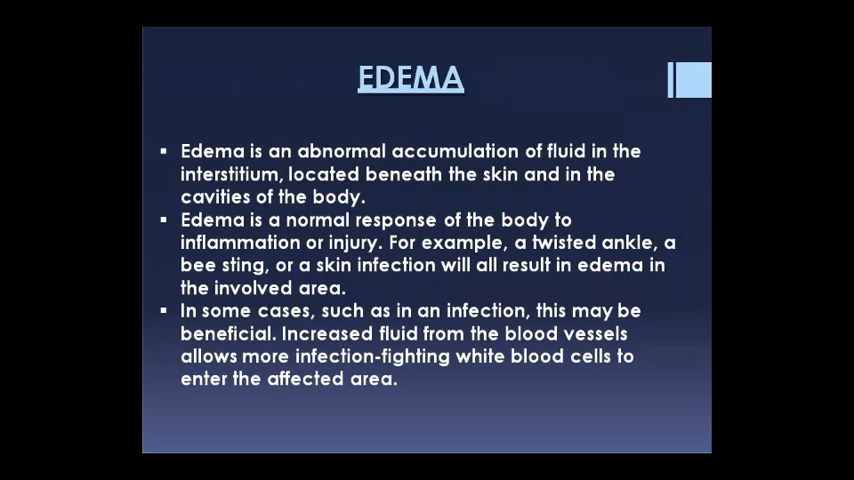 EDEMA
▪ Edema is an abnormal accumulation of fluid in the
interstitium, located beneath the skin and in the
cavities of the body.
▪ Edema is a normal response of the body to
inflammation or injury. For example, a twisted ankle, a
bee sting, or a skin infection will all result in edema in
the involved area.
▪ In some cases, such as in an infection, this may be
beneficial. Increased fluid from the blood vessels
allows more infection-fighting white blood cells to
enter the affected area.